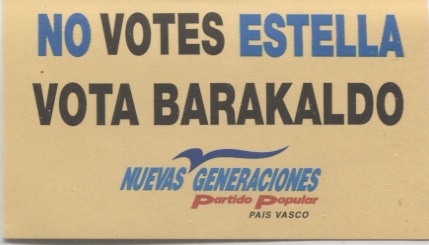 NO VOTES ESTELLA
VOTA BARAKALDO
NUEVAS GENERACIONES
Partido Popular
PAIS VASCO